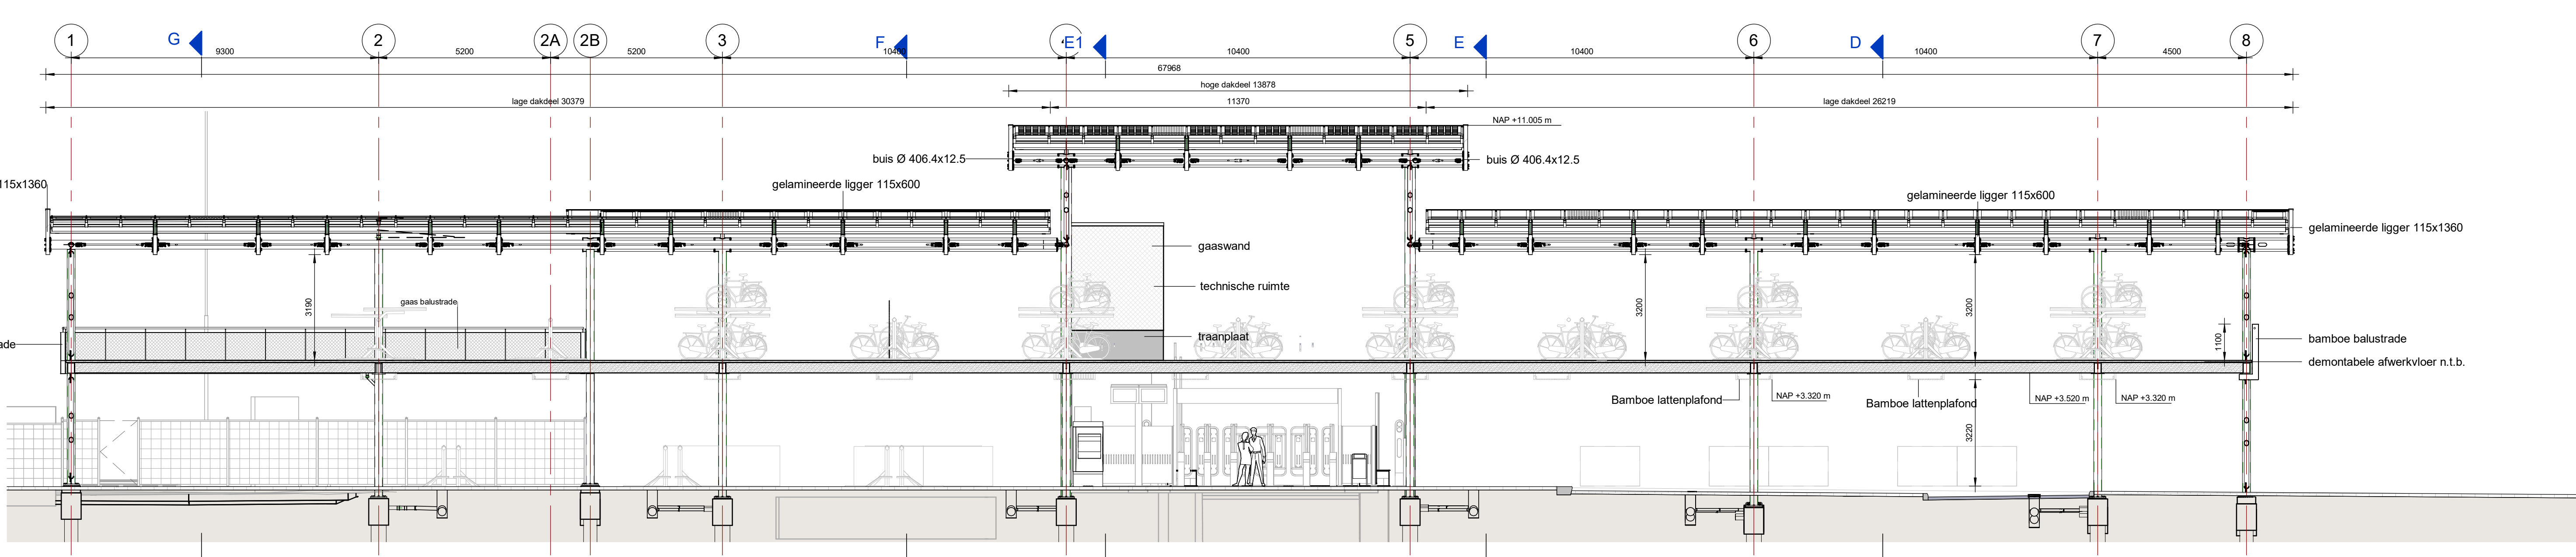 1
G
2
2A
2B
3
F
E1
5
E
6
D
7
8
9300
5200
5200
10400
10400
10400
10400
4500
67968
hoge dakdeel 13878
lage dakdeel 30379
11370
lage dakdeel 26219
NAP +11.005 m
buis Ø 406.4x12.5
buis Ø 406.4x12.5
115x1360
gelamineerde ligger 115x600
gelamineerde ligger 115x600
gelamineerde ligger 115x1360
gaaswand
technische ruimte
gaas balustrade
3190
3200
3200
1100
traanplaat
ade
bamboe balustrade
demontabele afwerkvloer n.t.b.
Bamboe lattenplafond
NAP +3.320 m
Bamboe lattenplafond
NAP +3.520 m
NAP +3.320 m
3220